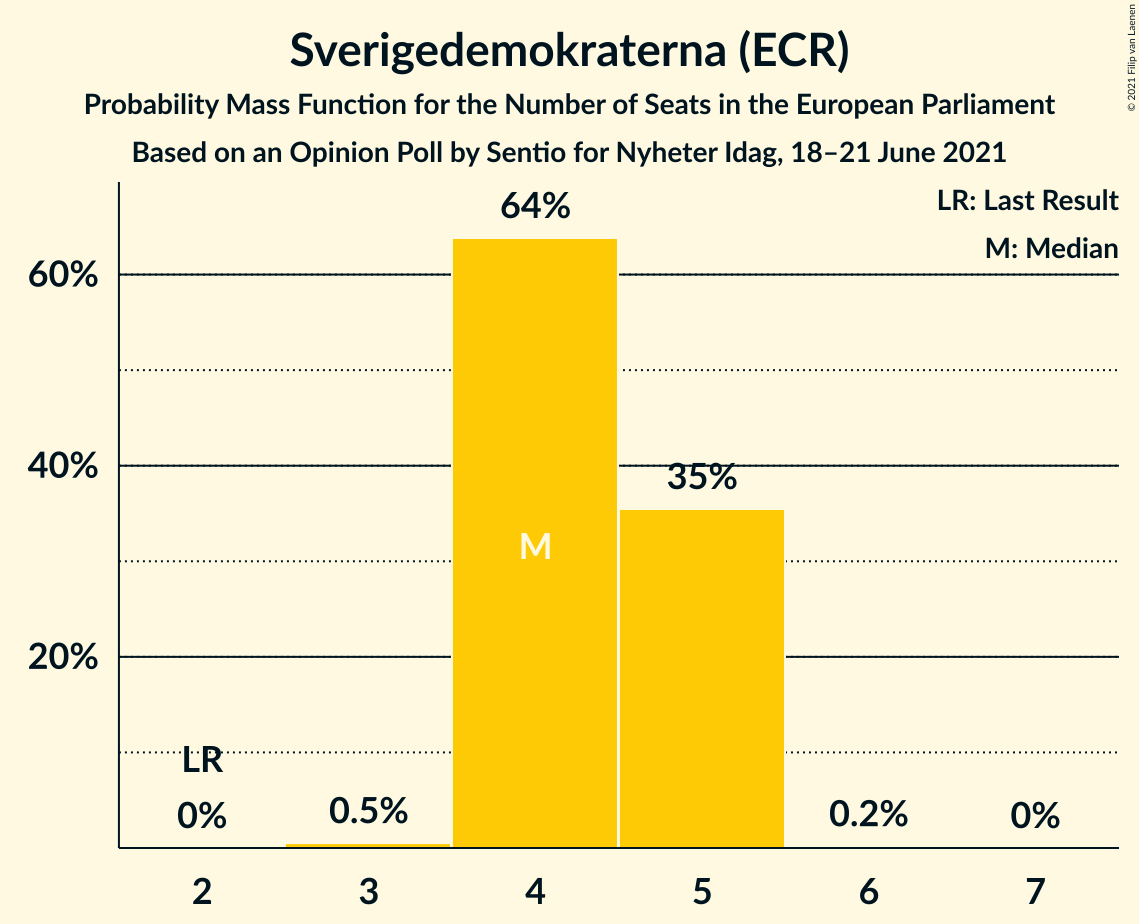 Sverigedemokraterna (ECR)
Probability Mass Function for the Number of Seats in the European Parliament
Based on an Opinion Poll by Sentio for Nyheter Idag, 18–21 June 2021
© 2021 Filip van Laenen
LR: Last Result
M: Median
64%
60%
40%
35%
M
20%
LR
0%
0.5%
0.2%
0%
2 3 4 5 6 7